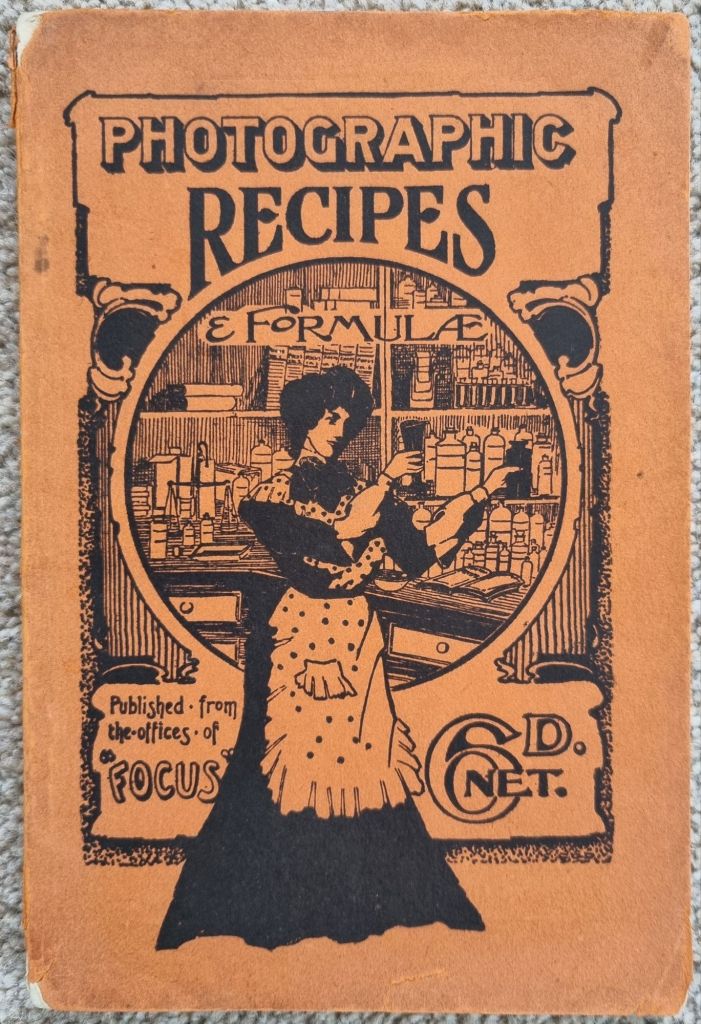 PHOTOGRAPHIC
RECIPES
& FORMULÆ
Published · from
the · offices · of
"FOCUS"
6D.
NET.